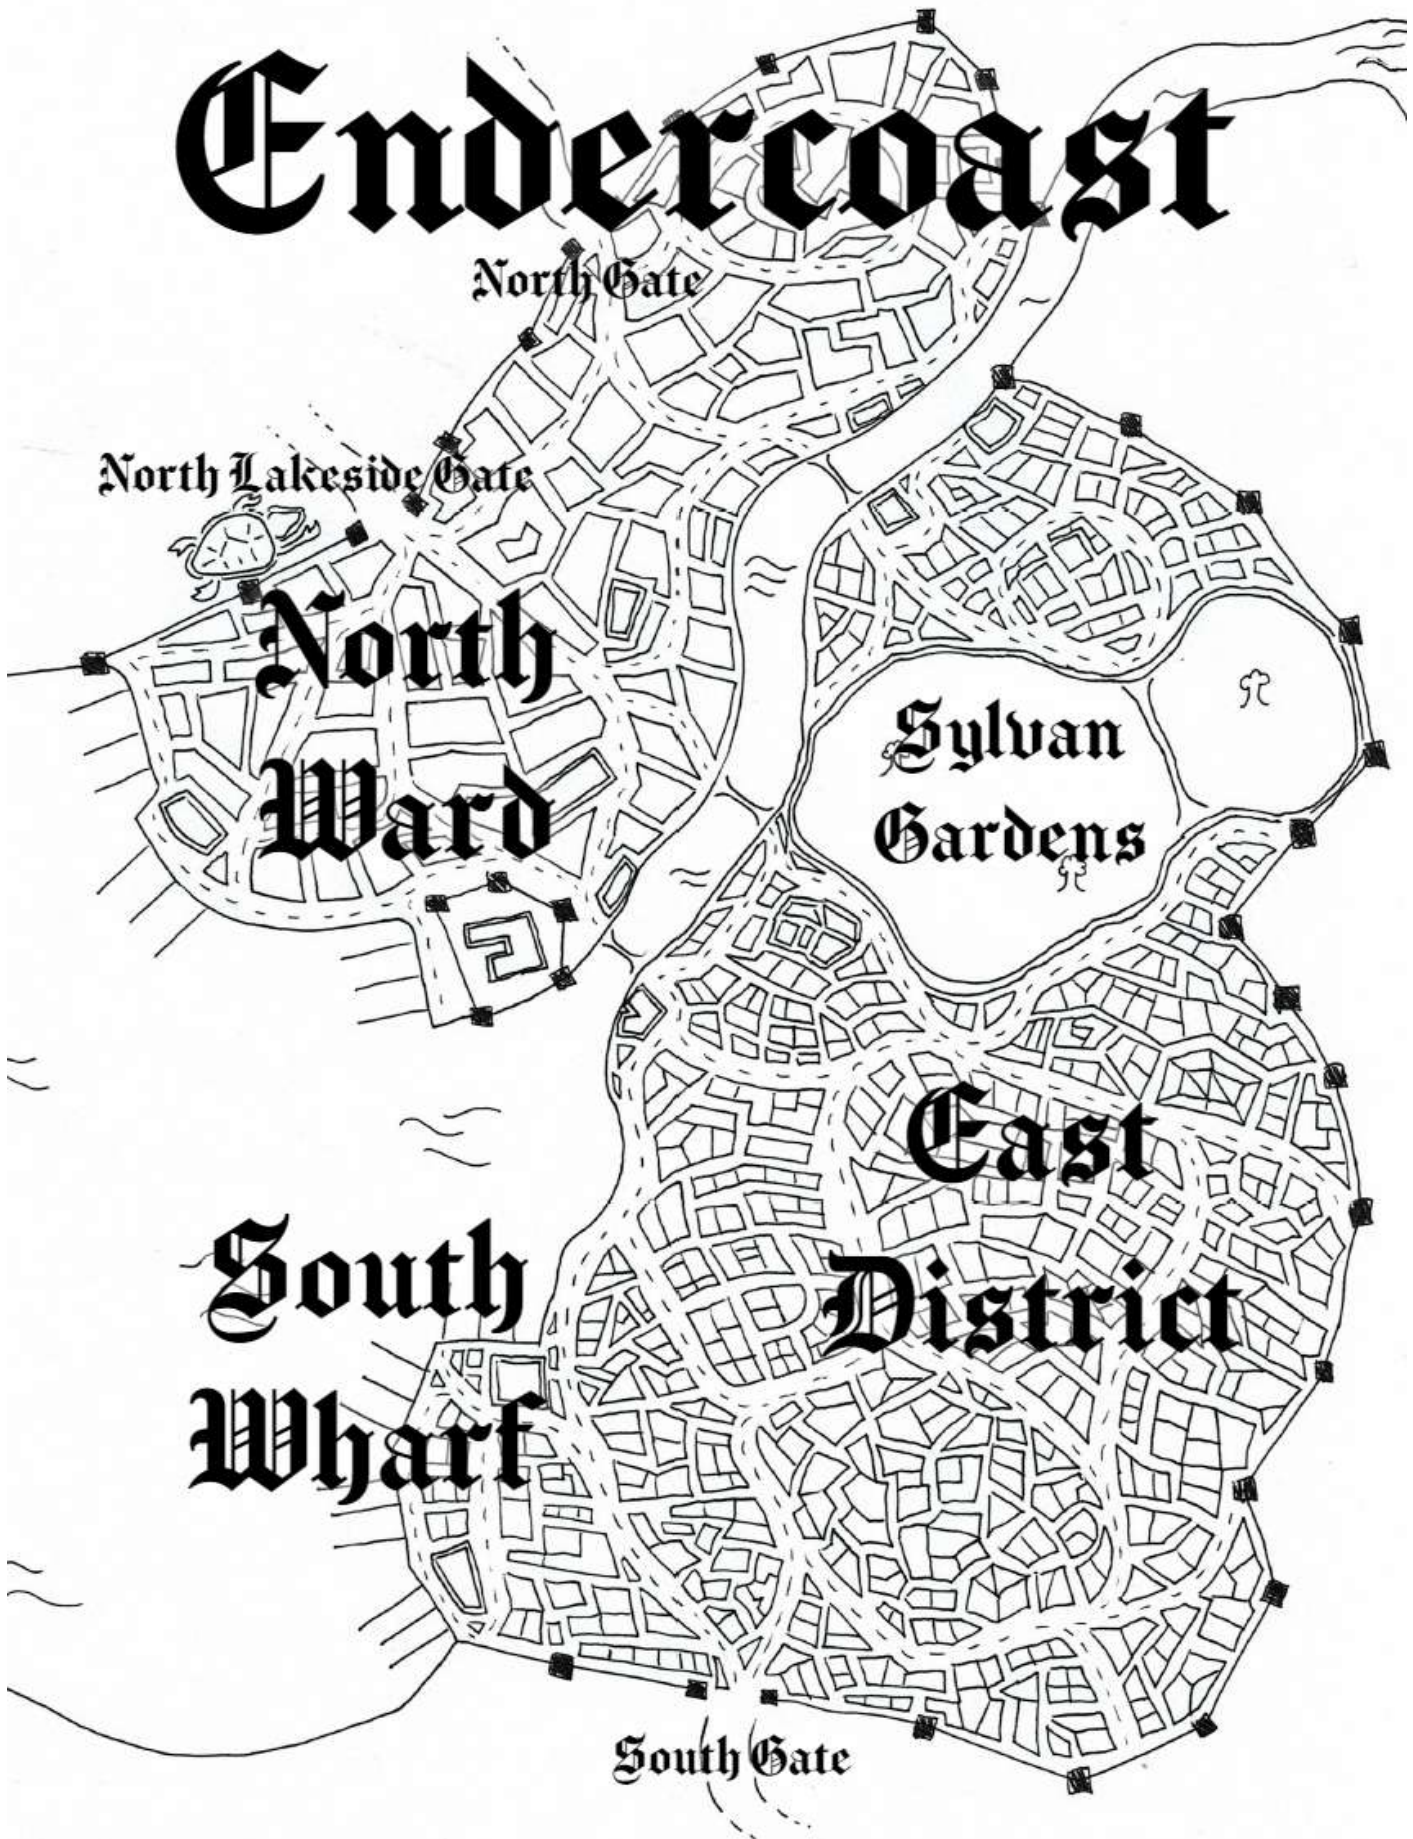 Endercoast
North Gate
North Lakeside Gate
North
Ward
Sylvan
Gardens
East
District
South
Wharf
South Gate